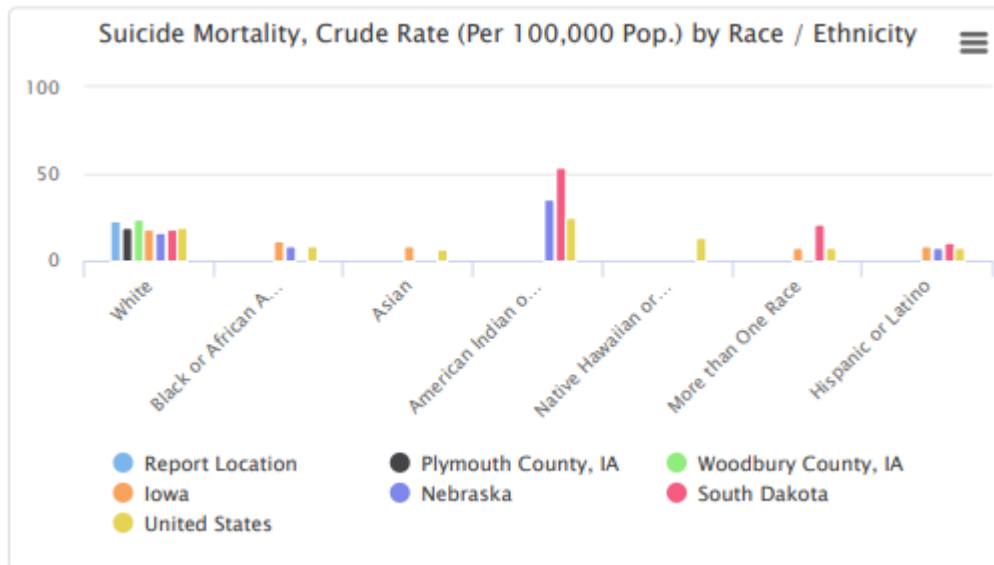 Suicide Mortality, Crude Rate (Per 100,000 Pop.) by Race / Ethnicity
100
50
0
White
Black or African A...
Asian
American Indian o...
Native Hawaiian or...
More than One Race
Hispanic or Latino
Report Location
Plymouth County, IA
Woodbury County, IA
Iowa
Nebraska
South Dakota
United States